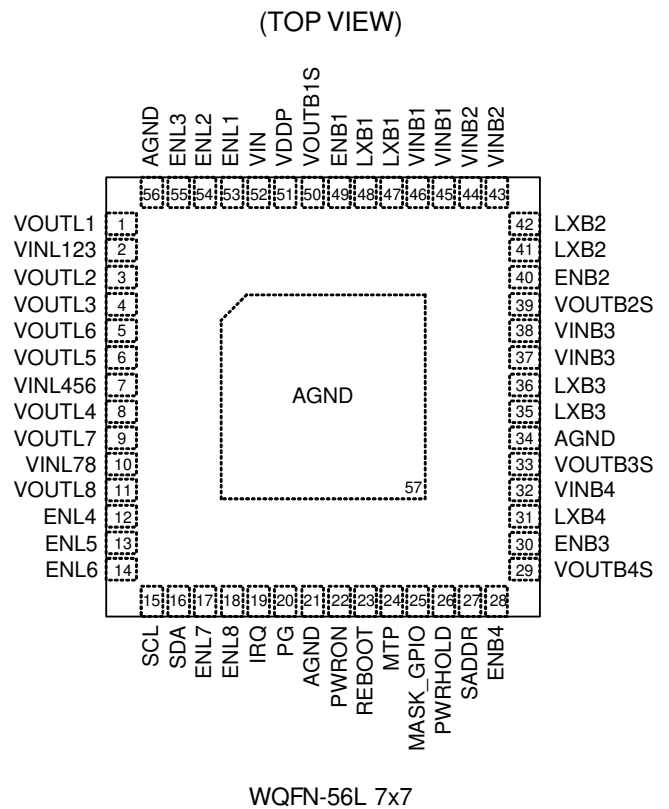 (TOP VIEW)
AGND
ENL3
ENL2
ENL1
VIN
VDDP
VOUTB1S
ENB1
LXB1
LXB1
VINB1
VINB1
VINB2
VINB2
56 55 54 53 52 51 50 49 48 47 46 45 44 43
VOUTL1 1
VINL123 2
VOUTL2 3
VOUTL3 4
VOUTL6 5
VOUTL5 6
VINL456 7
VOUTL4 8
VOUTL7 9
VINL78 10
VOUTL8 11
ENL4 12
ENL5 13
ENL6 14
AGND
57
42 LXB2
41 LXB2
40 ENB2
39 VOUTB2S
38 VINB3
37 VINB3
36 LXB3
35 LXB3
34 AGND
33 VOUTB3S
32 VINB4
31 LXB4
30 ENB3
29 VOUTB4S
15 16 17 18 19 20 21 22 23 24 25 26 27 28
SCL
SDA
ENL7
ENL8
IRQ
PG
AGND
PWRON
REBOOT
MTP
MASK_GPIO
PWRHOLD
SADDR
ENB4
WQFN-56L 7x7